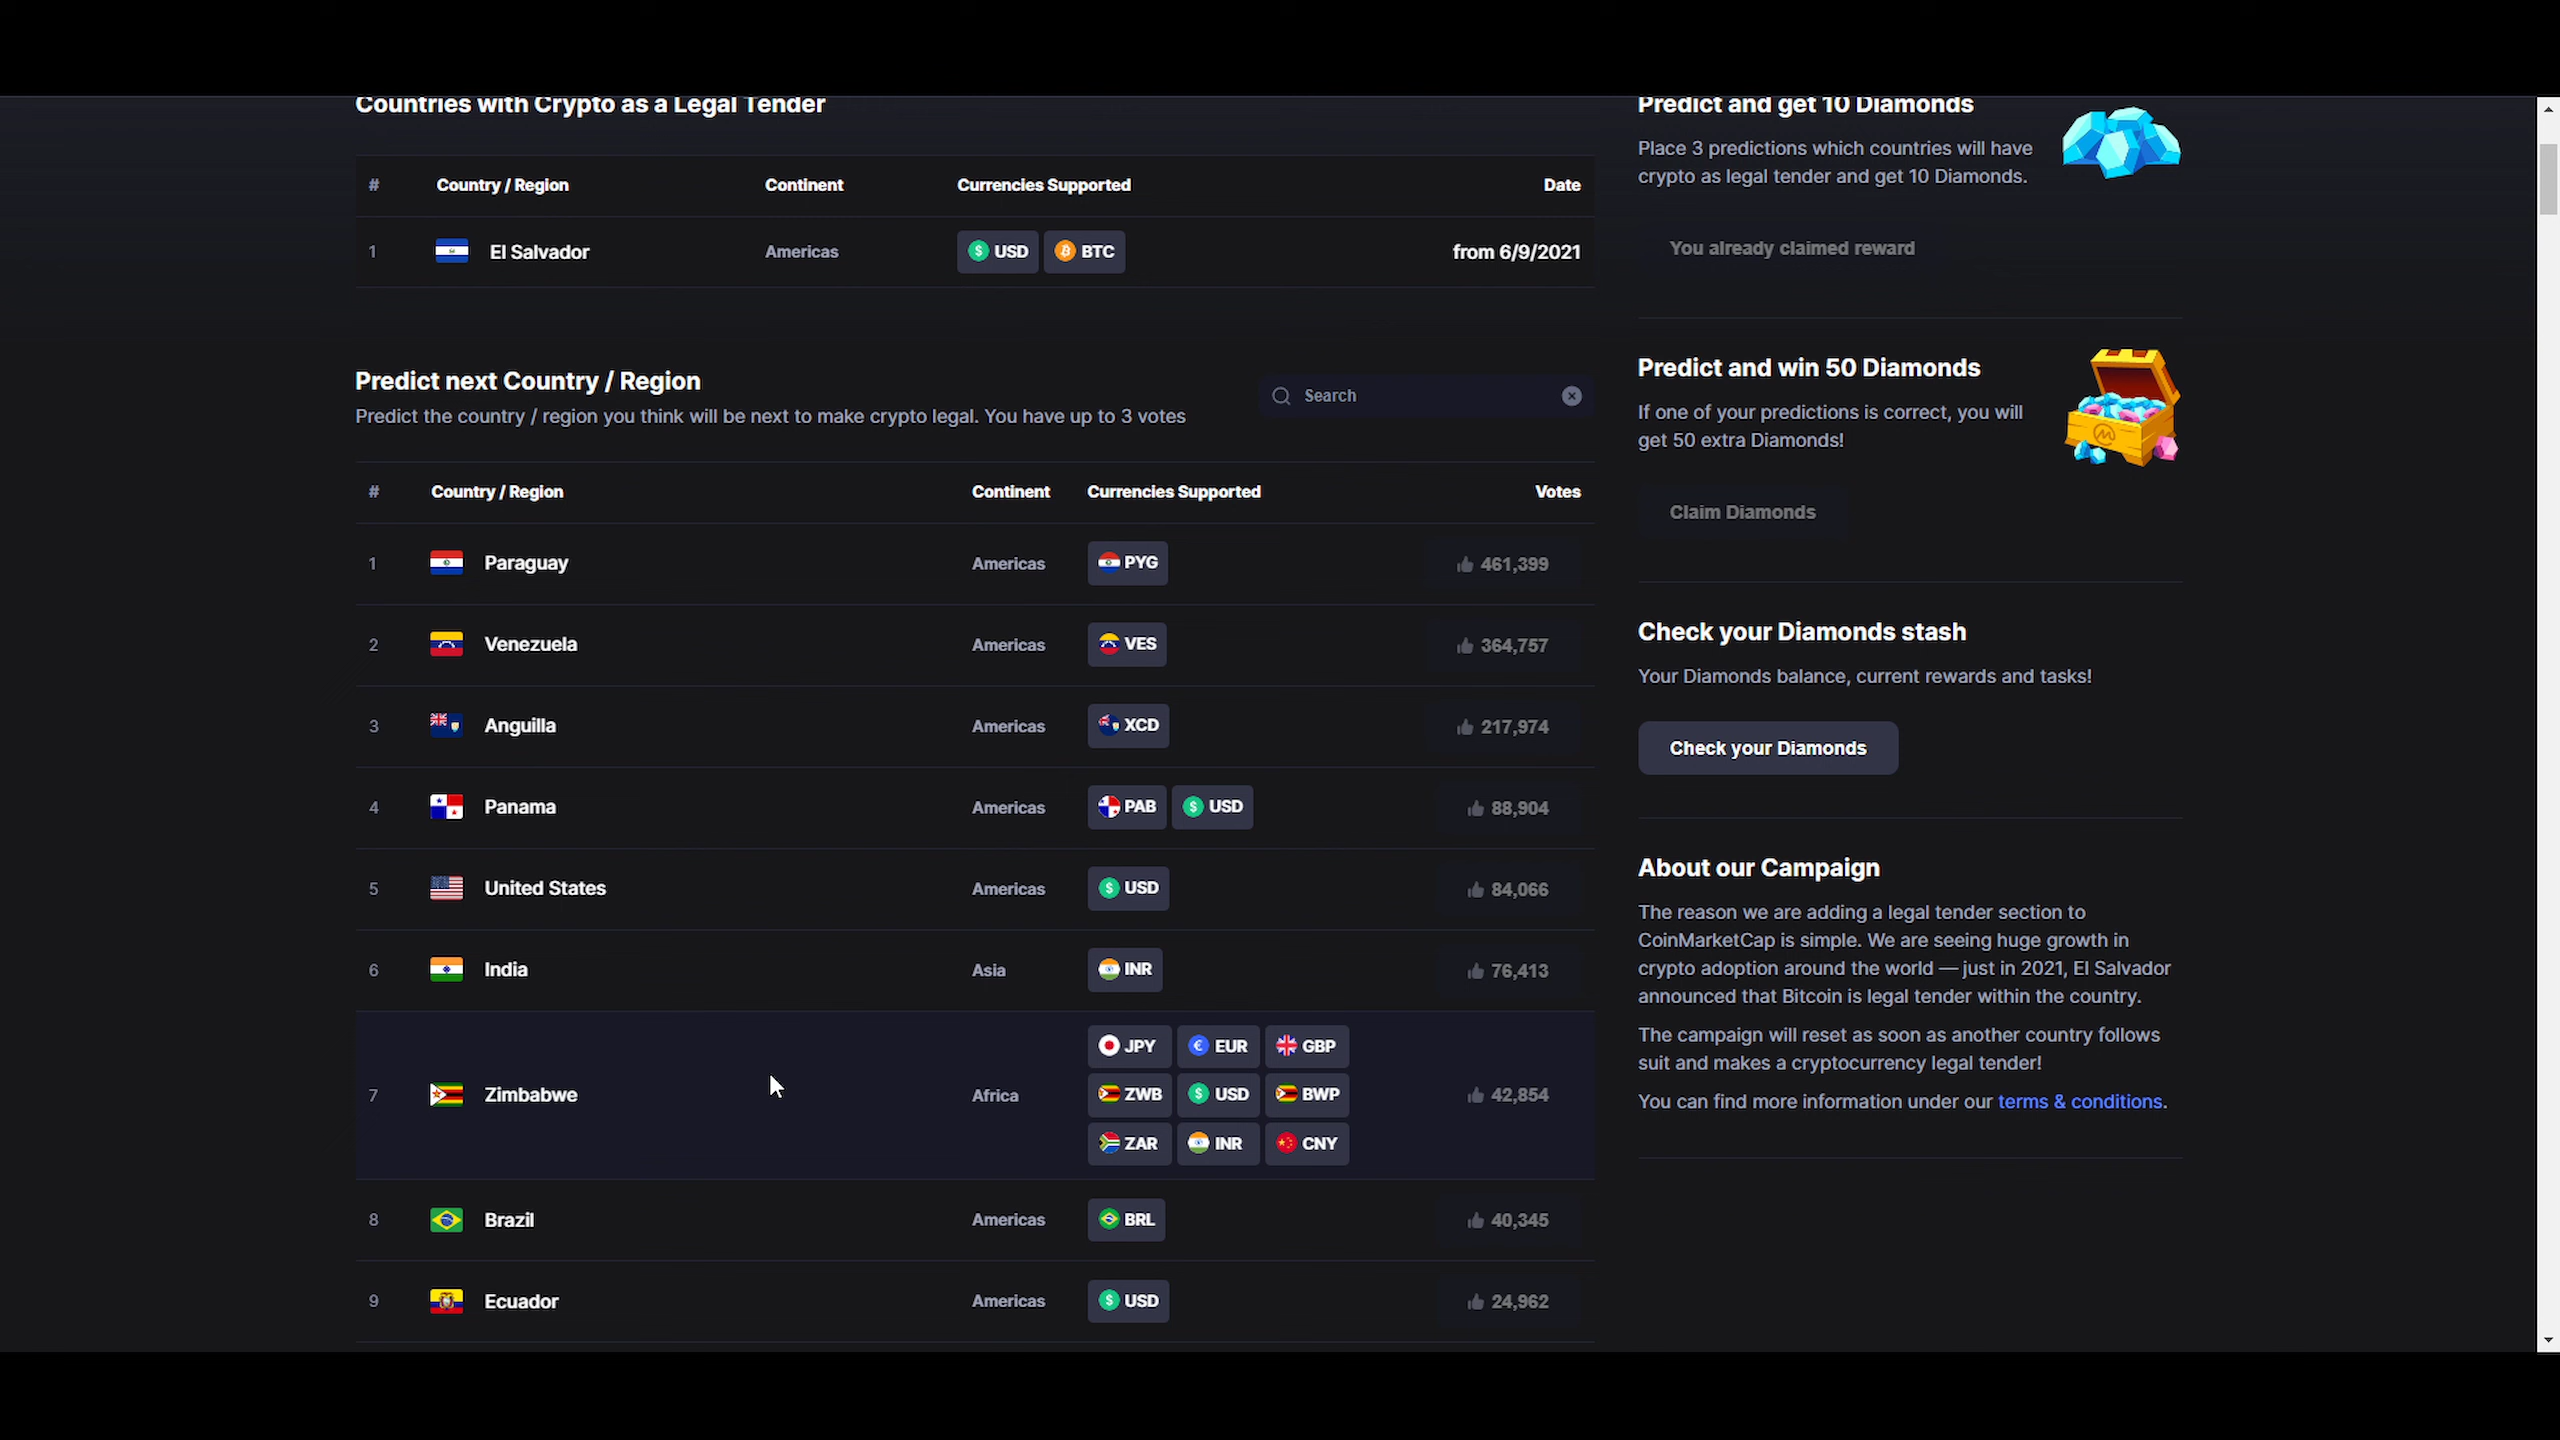 Countries with Crypto as a Legal Tender
# Country / Region Continent Currencies Supported Date
1 El Salvador Americas USD BTC from 6/9/2021
Predict next Country / Region
Search
Predict the country / region you think will be next to make crypto legal. You have up to 3 votes
# Country / Region Continent Currencies Supported Votes
1 Paraguay Americas PYG 461,399
2 Venezuela Americas VES 364,757
3 Anguilla Americas XCD 217,974
4 Panama Americas PAB USD 88,904
5 United States Americas USD 84,066
6 India Asia INR 76,413
JPY EUR GBP
7 Zimbabwe Africa ZWB USD BWP 42,854
ZAR INR CNY
8 Brazil Americas BRL 40,345
9 Ecuador Americas USD 24,962
Predict and get 10 Diamonds
Place 3 predictions which countries will have
crypto as legal tender and get 10 Diamonds.
You already claimed reward
Predict and win 50 Diamonds
If one of your predictions is correct, you will
get 50 extra Diamonds!
Claim Diamonds
Check your Diamonds stash
Your Diamonds balance, current rewards and tasks!
Check your Diamonds
About our Campaign
The reason we are adding a legal tender section to
CoinMarketCap is simple. We are seeing huge growth in
crypto adoption around the world — just in 2021, El Salvador
announced that Bitcoin is legal tender within the country.
The campaign will reset as soon as another country follows
suit and makes a cryptocurrency legal tender!
You can find more information under our terms & conditions.